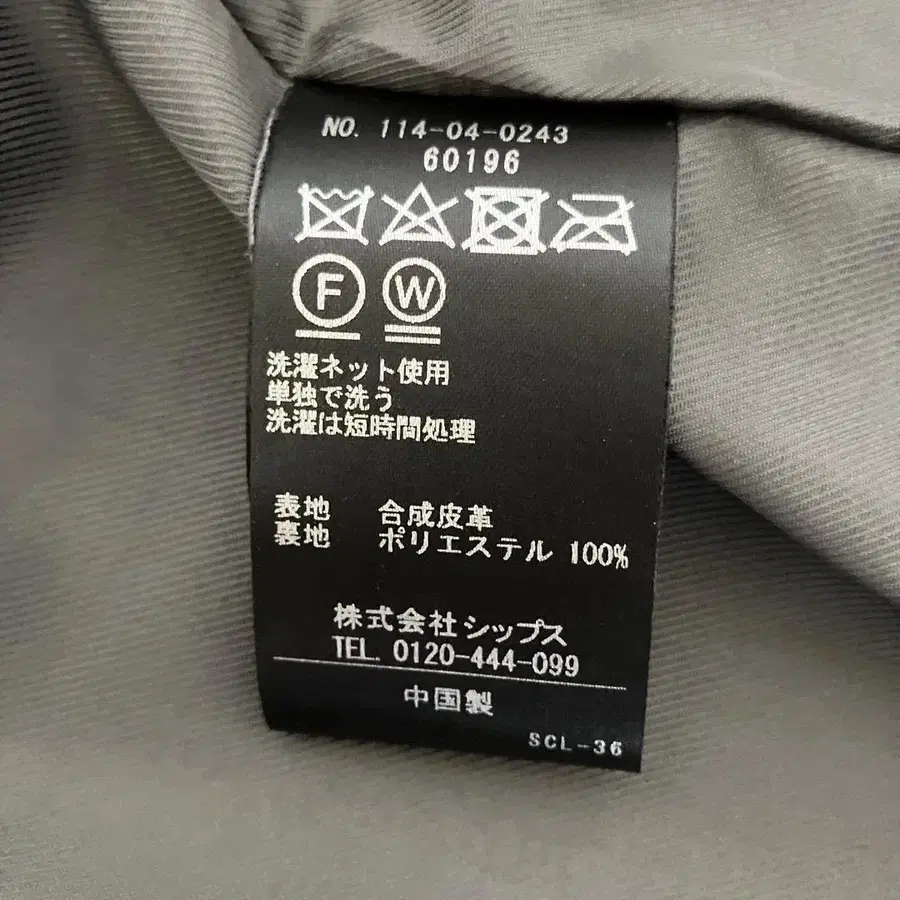 NO. 114-04-0243
60196
F W
洗濯ネット使用
単独で洗う
洗濯は短時間処理
表地 合成皮革
裏地 ポリエステル 100%
株式会社シップス
TEL. 0120-444-099
中国製
SCL-36